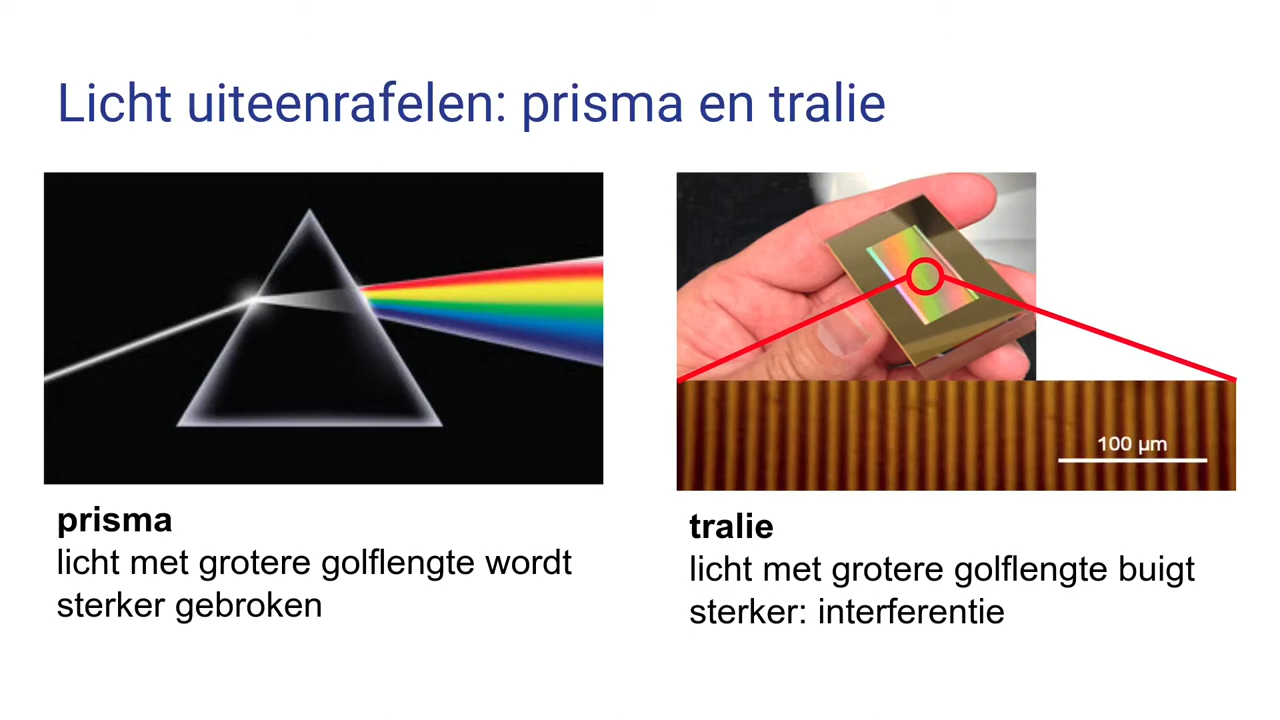 Licht uiteenrafelen: prisma en tralie
100 µm
prisma
licht met grotere golflengte wordt
sterker gebroken
tralie
licht met grotere golflengte buigt
sterker: interferentie